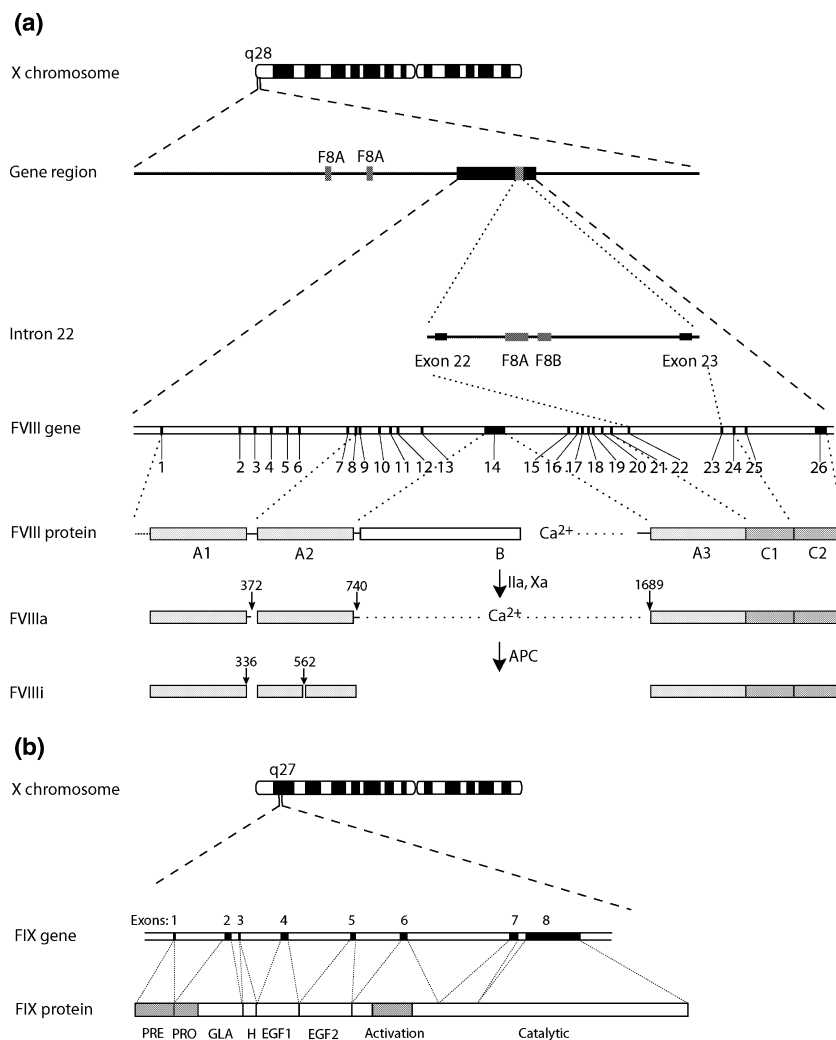 (a)
q28
X chromosome
F8A F8A
Gene region
Intron 22
Exon 22 F8A F8B Exon 23
FVIII gene
1 2 3 4 5 6 7 8 9 10 11 12 13 14 15 16 17 18 19 20 21 22 23 24 25 26
FVIII protein
Ca2+
A1 A2 B A3 C1 C2
IIa, Xa
372 740 1689
FVIIIa
Ca2+
APC
336 562
FVIIIi
(b)
q27
X chromosome
Exons: 1 2 3 4 5 6 7 8
FIX gene
FIX protein
PRE PRO GLA H EGF1 EGF2 Activation Catalytic